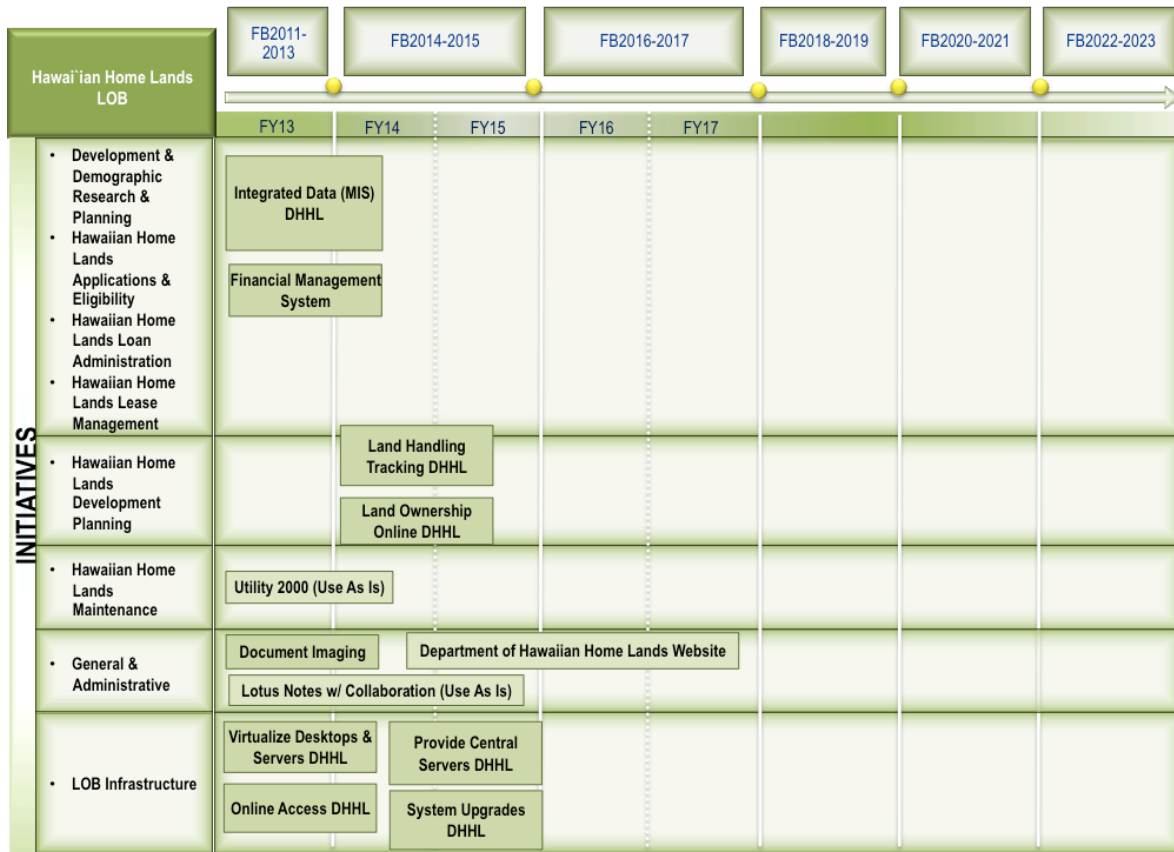 Hawai`ian Home Lands
LOB
FB2011-
2013
FB2014-2015
FB2016-2017
FB2018-2019
FB2020-2021
FB2022-2023
FY13
FY14
FY15
FY16
FY17
INITIATIVES
• Development &
Demographic
Research &
Planning
• Hawaiian Home
Lands
Applications &
Eligibility
• Hawaiian Home
Lands Loan
Administration
• Hawaiian Home
Lands Lease
Management
Integrated Data (MIS)
DHHL
Financial Management
System
• Hawaiian Home
Lands
Development
Planning
Land Handling
Tracking DHHL
Land Ownership
Online DHHL
• Hawaiian Home
Lands
Maintenance
Utility 2000 (Use As Is)
• General &
Administrative
Document Imaging
Department of Hawaiian Home Lands Website
Lotus Notes w/ Collaboration (Use As Is)
• LOB Infrastructure
Virtualize Desktops &
Servers DHHL
Provide Central
Servers DHHL
Online Access DHHL
System Upgrades
DHHL